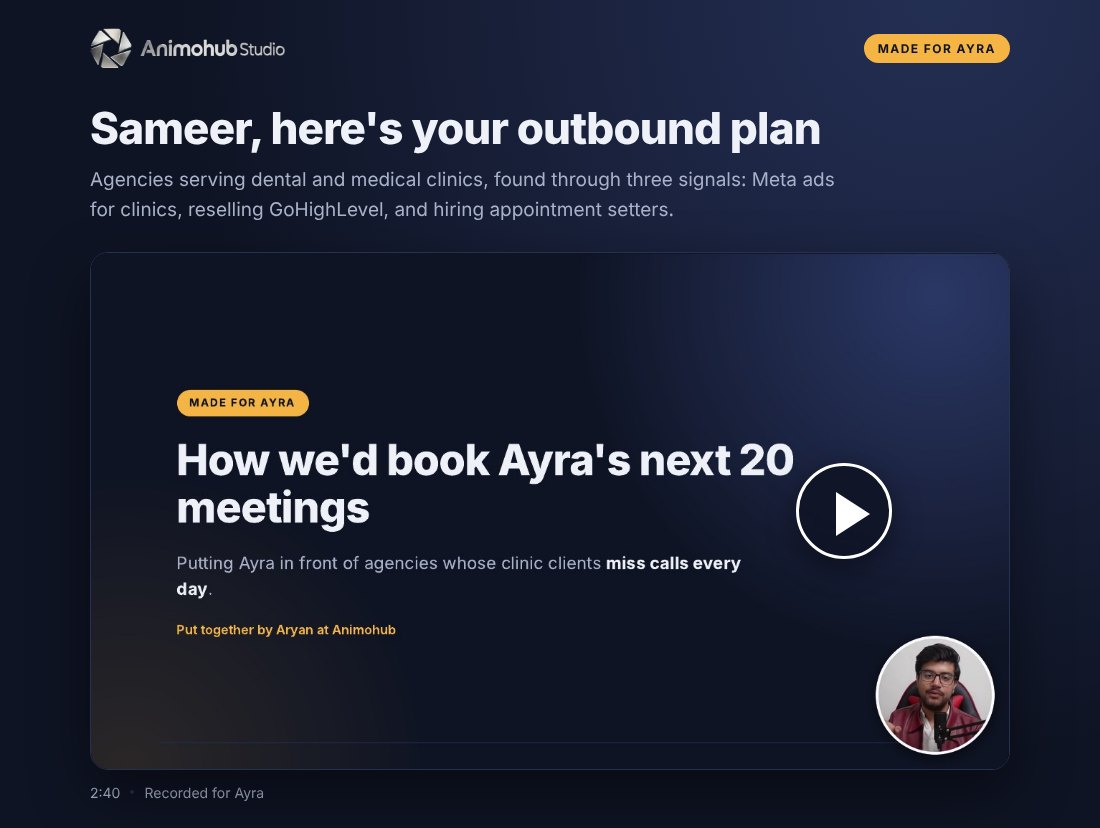 Animohub Studio
MADE FOR AYRA
Sameer, here's your outbound plan
Agencies serving dental and medical clinics, found through three signals: Meta ads
for clinics, reselling GoHighLevel, and hiring appointment setters.
MADE FOR AYRA
How we'd book Ayra's next 20
meetings
Putting Ayra in front of agencies whose clinic clients miss calls every
day.
Put together by Aryan at Animohub
2:40 • Recorded for Ayra